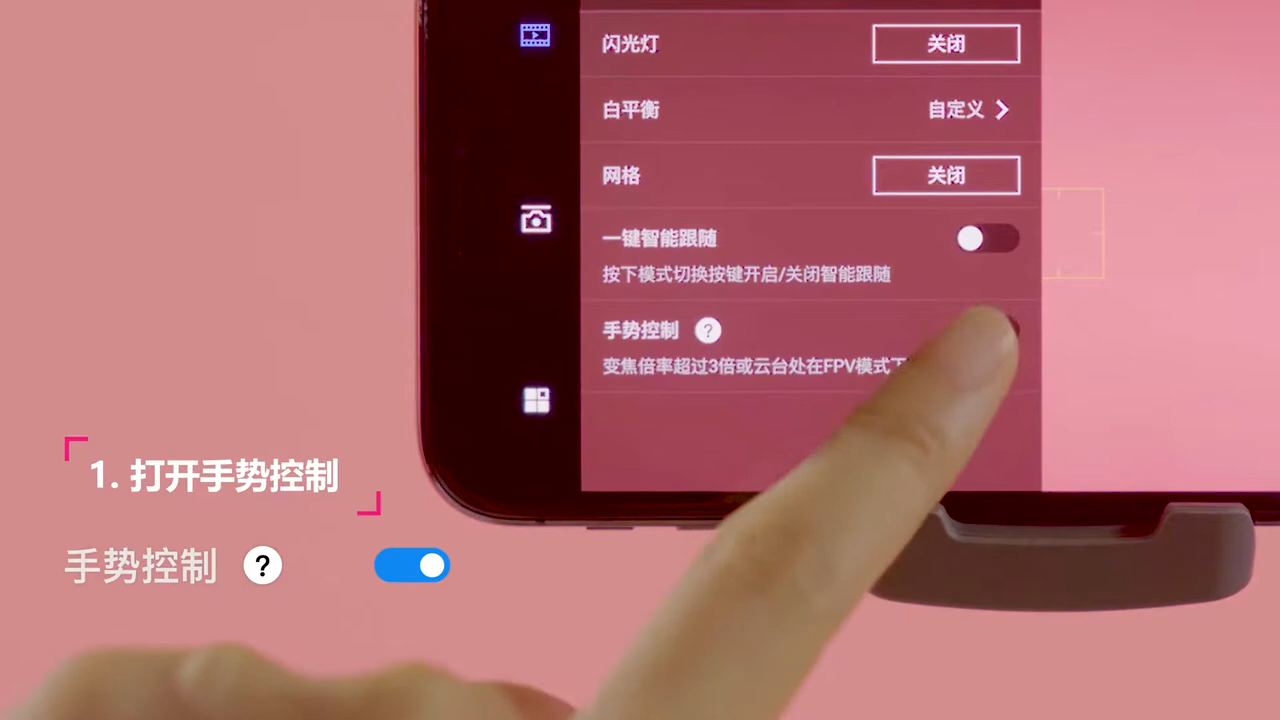 闪光灯 关闭
白平衡 自定义
网格 关闭
一键智能跟随
按下模式切换按键开启/关闭智能跟随
手势控制 ?
变焦倍率超过3倍或云台处在FPV模式下
1. 打开手势控制
手势控制 ?